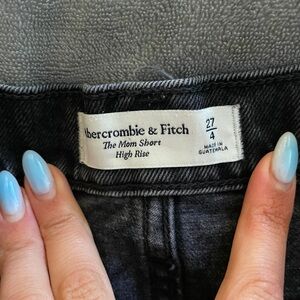 Abercrombie & Fitch
The Mom Short
High Rise
27
4
MADE IN
GUATEMALA